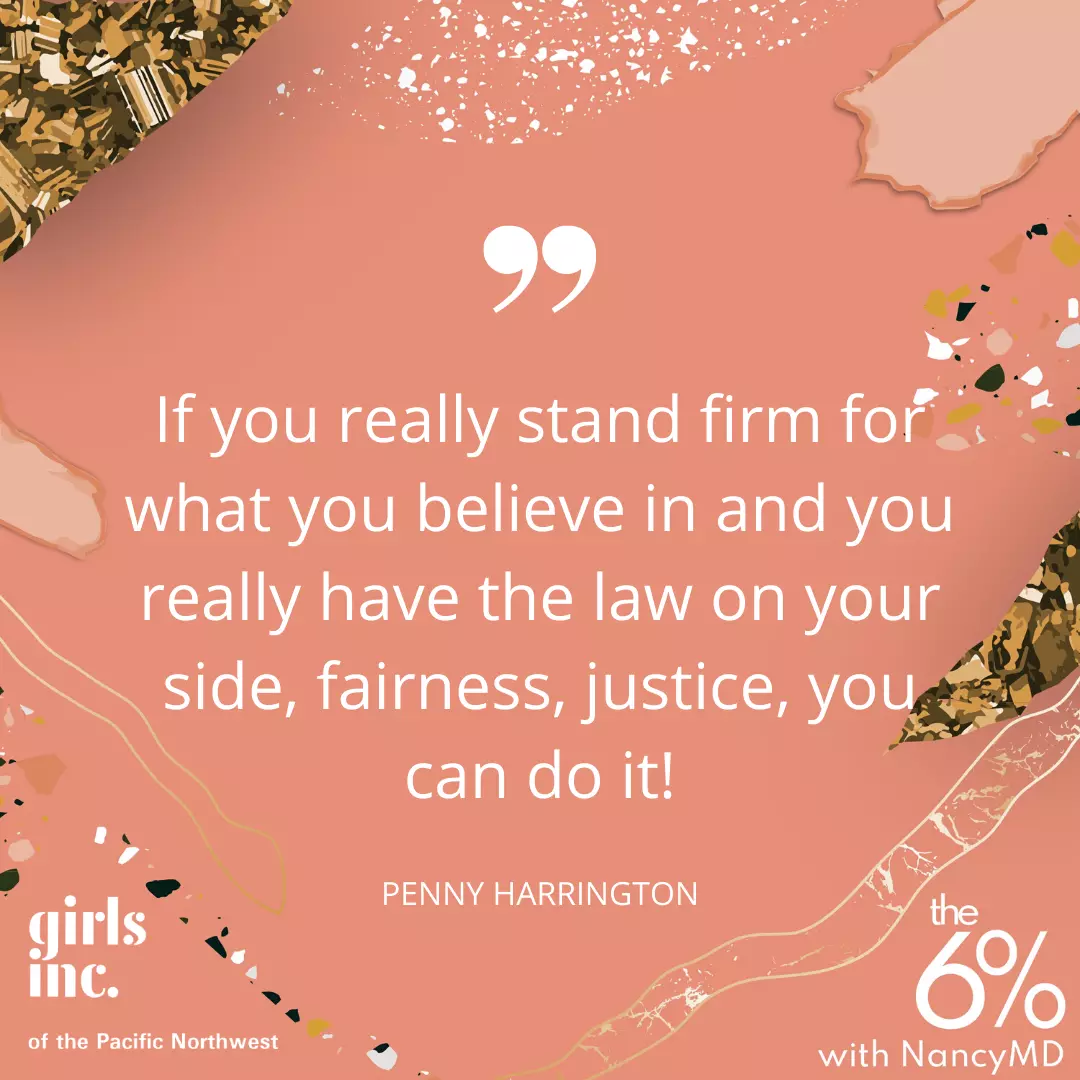 ”
If you really stand firm for
what you believe in and you
really have the law on your
side, fairness, justice, you
can do it!
PENNY HARRINGTON
girls
inc.
of the Pacific Northwest
the
6%
with NancyMD